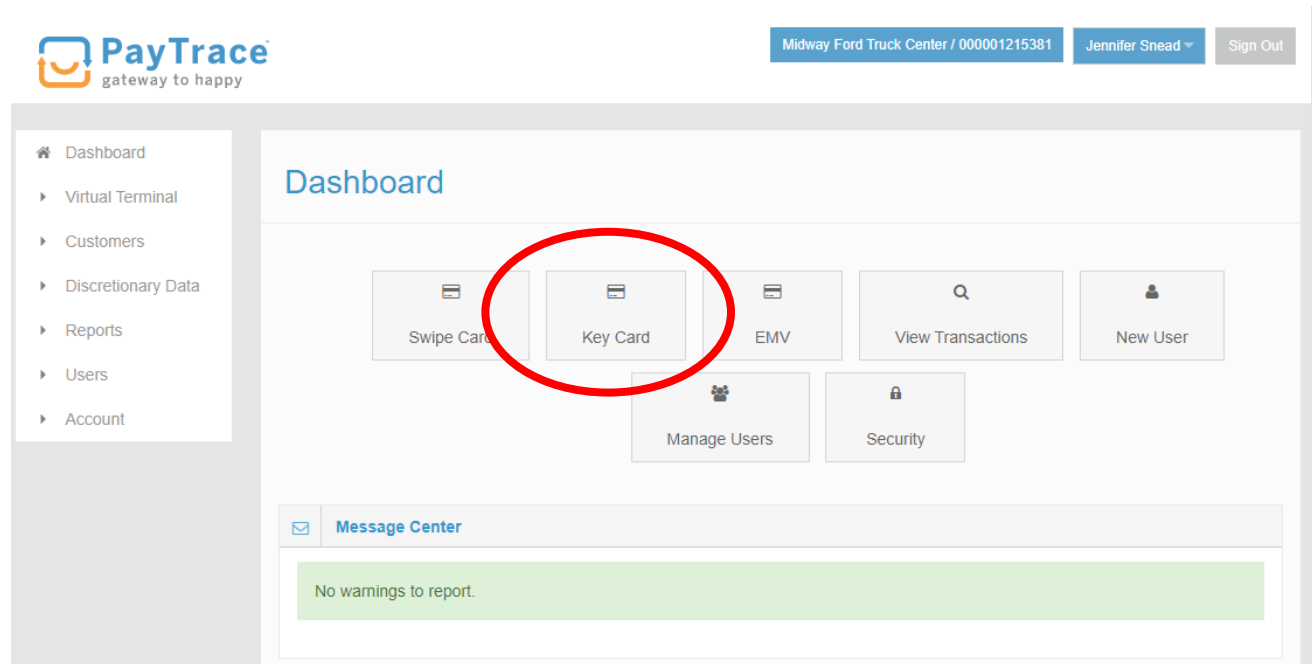 PayTrace
gateway to happy
Midway Ford Truck Center / 000001215381
Jennifer Snead
Sign Out
Dashboard
Virtual Terminal
Customers
Discretionary Data
Reports
Users
Account
Dashboard
Swipe Card
Key Card
EMV
View Transactions
New User
Manage Users
Security
Message Center
No warnings to report.